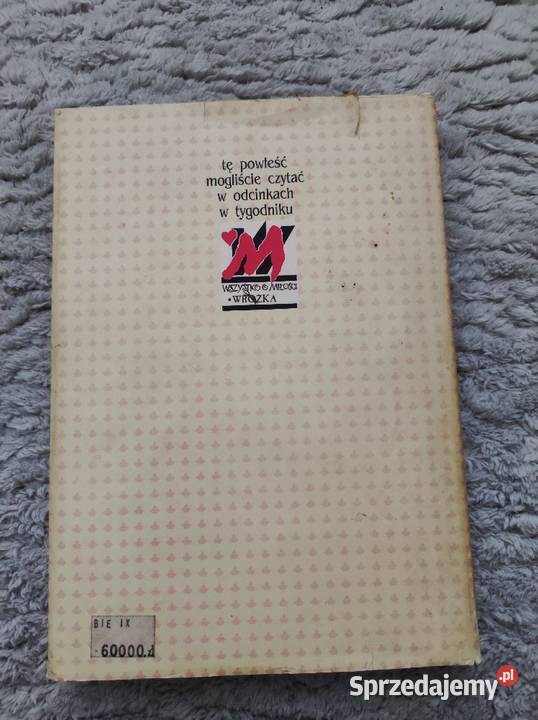 tę powieść
mogliście czytać
w odcinkach
w tygodniku
M
WSZYSTKO O MIŁOŚCI
• WRÓŻKA
BIE IX
60000.zł
Sprzedajemy.pl